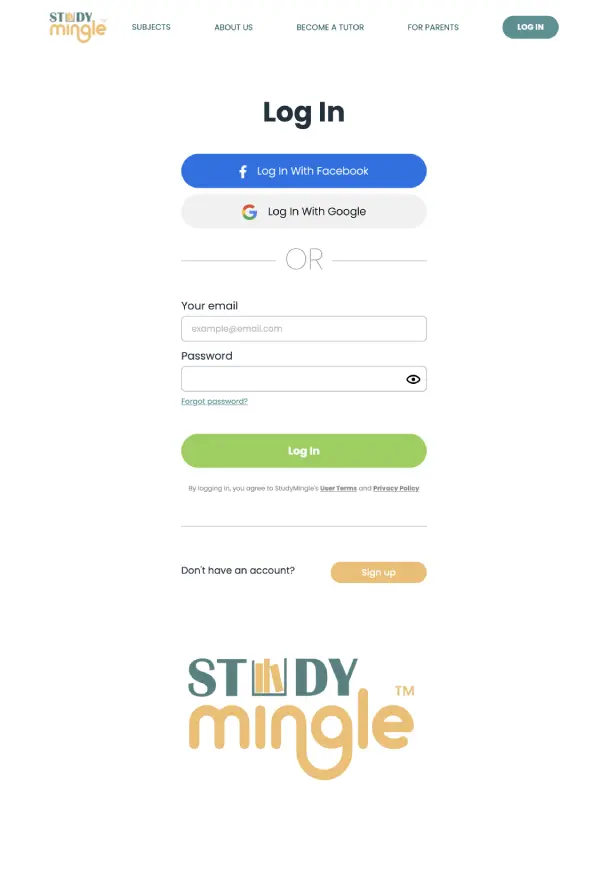 STUDY
mingle TM
SUBJECTS
ABOUT US
BECOME A TUTOR
FOR PARENTS
LOG IN
Log In
Log In With Facebook
Log In With Google
OR
Your email
example@email.com
Password
Forgot password?
Log In
By logging in, you agree to StudyMingle's User Terms and Privacy Policy
Don't have an account?
Sign up
STUDY
mingle TM